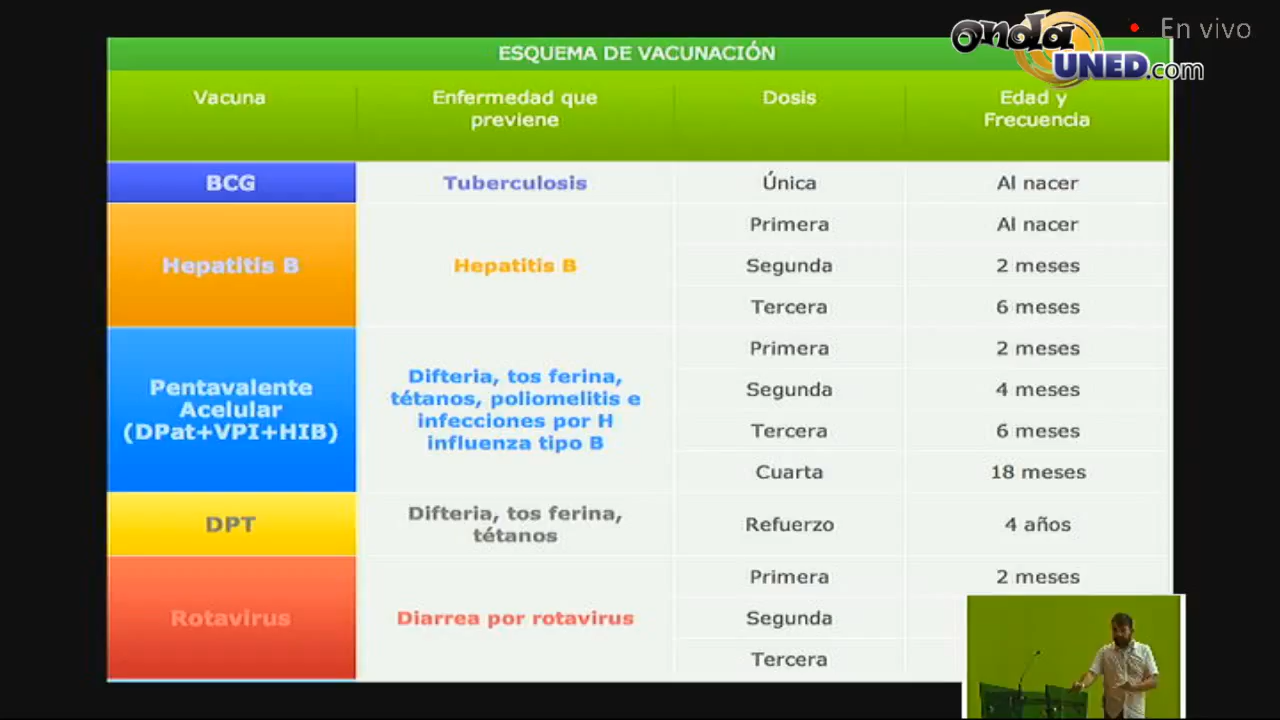 onda
UNED.com
En vivo
ESQUEMA DE VACUNACIÓN
Vacuna
Enfermedad que
previene
Dosis
Edad y
Frecuencia
BCG
Tuberculosis
Única
Al nacer
Hepatitis B
Hepatitis B
Primera
Al nacer
Segunda
2 meses
Tercera
6 meses
Pentavalente
Acelular
(DPat+VPI+HIB)
Difteria, tos ferina,
tétanos, poliomelitis e
infecciones por H
influenza tipo B
Primera
2 meses
Segunda
4 meses
Tercera
6 meses
Cuarta
18 meses
DPT
Difteria, tos ferina,
tétanos
Refuerzo
4 años
Rotavirus
Diarrea por rotavirus
Primera
2 meses
Segunda
Tercera